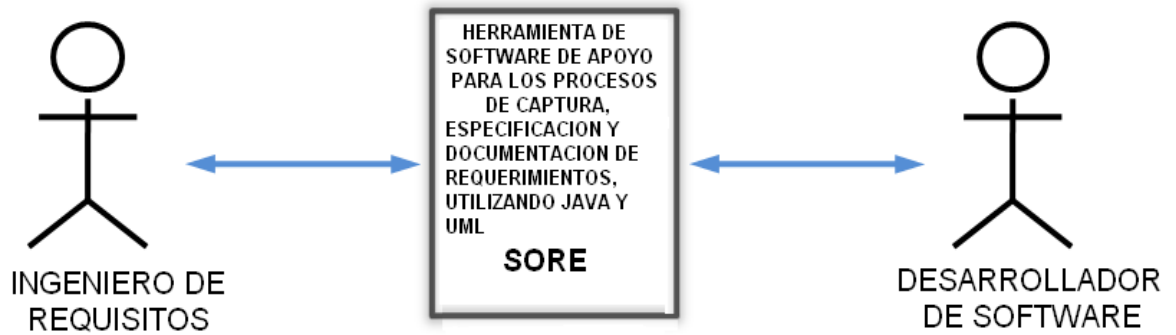 HERRAMIENTA DE
SOFTWARE DE APOYO
PARA LOS PROCESOS
DE CAPTURA,
ESPECIFICACION Y
DOCUMENTACION DE
REQUERIMIENTOS,
UTILIZANDO JAVA Y
UML
SORE
INGENIERO DE
REQUISITOS
DESARROLLADOR
DE SOFTWARE